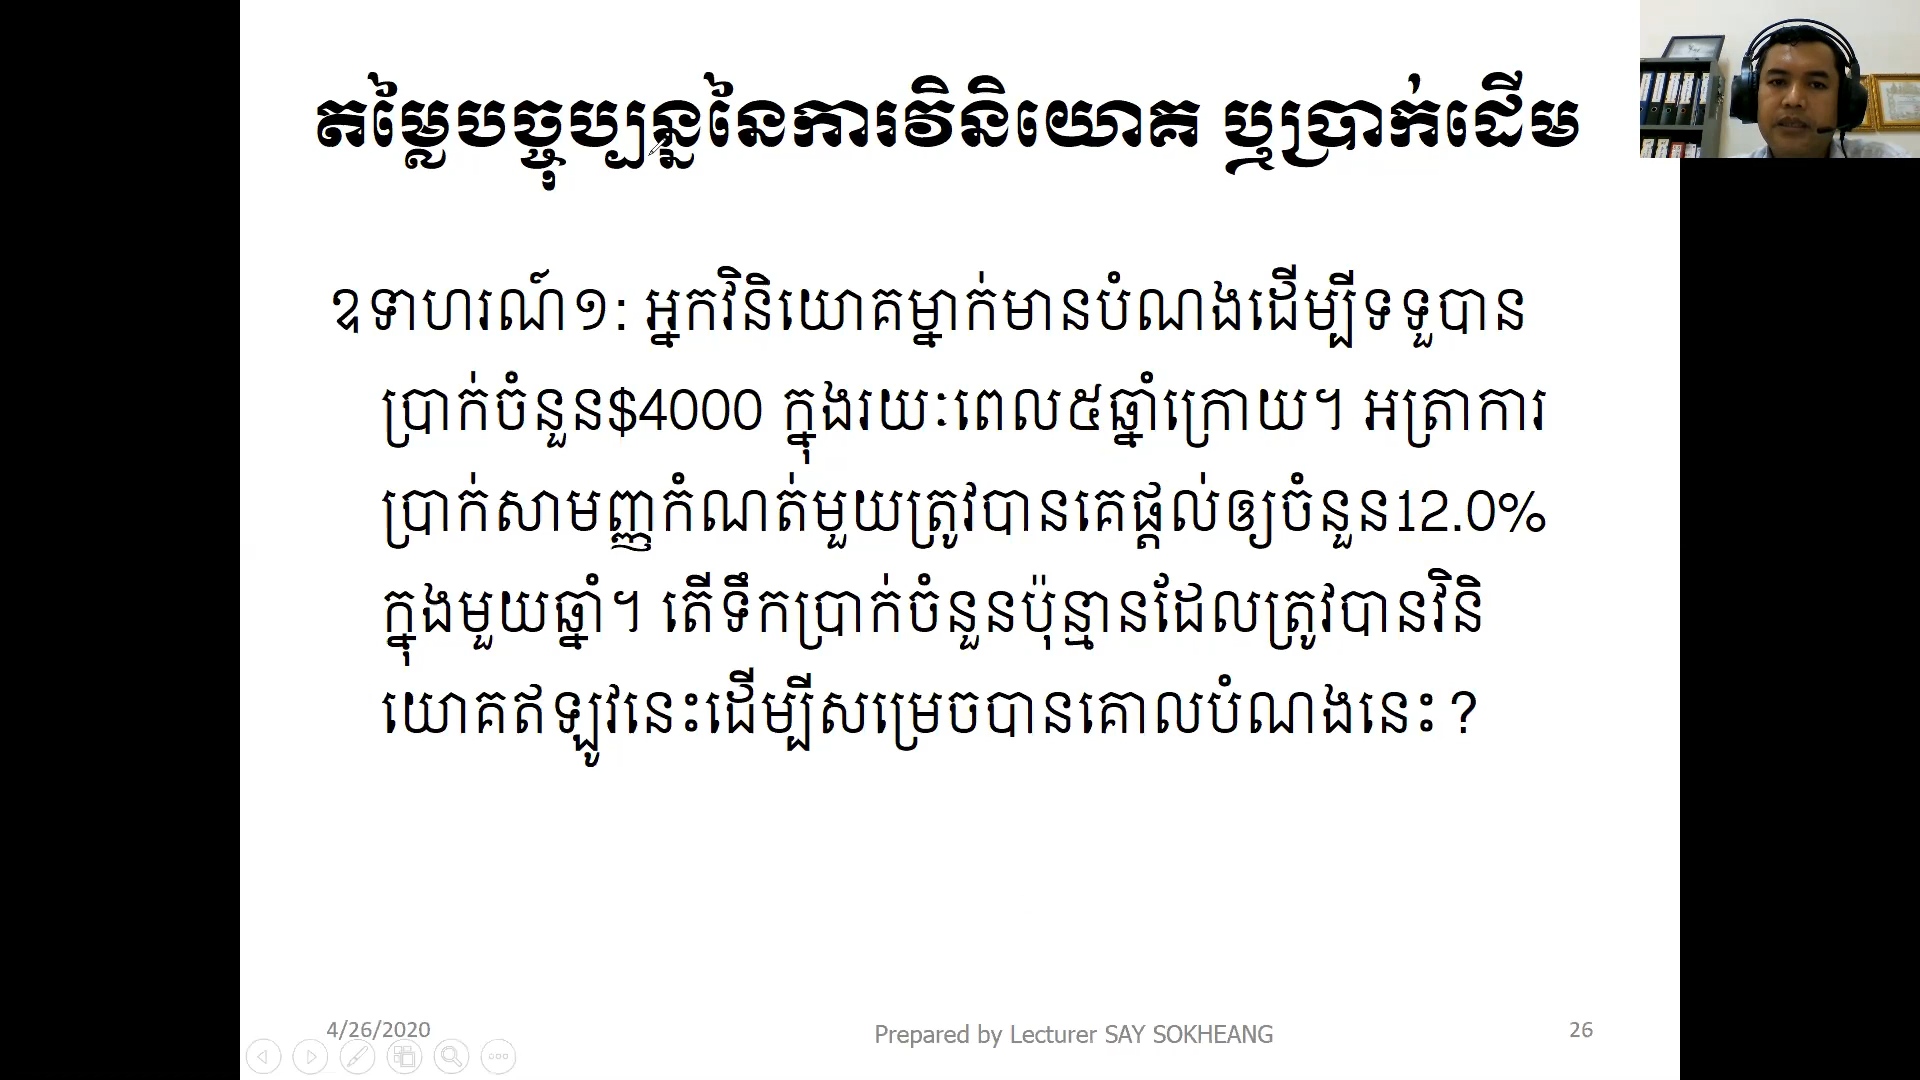 តម្លៃបច្ចុប្បន្ននៃការវិនិយោគ ឬប្រាក់ដើម
ឧទាហរណ៍១: អ្នកវិនិយោគម្នាក់មានបំណងដើម្បីទទួបាន
ប្រាក់ចំនួន$4000 ក្នុងរយៈពេល៥ឆ្នាំក្រោយ។ អត្រាការ
ប្រាក់សាមញ្ញកំណត់មួយត្រូវបានគេផ្ដល់ឲ្យចំនួន12.0%
ក្នុងមួយឆ្នាំ។ តើទឹកប្រាក់ចំនួនប៉ុន្មានដែលត្រូវបានវិនិ
យោគឥឡូវនេះដើម្បីសម្រេចបានគោលបំណងនេះ?
4/26/2020
Prepared by Lecturer SAY SOKHEANG
26